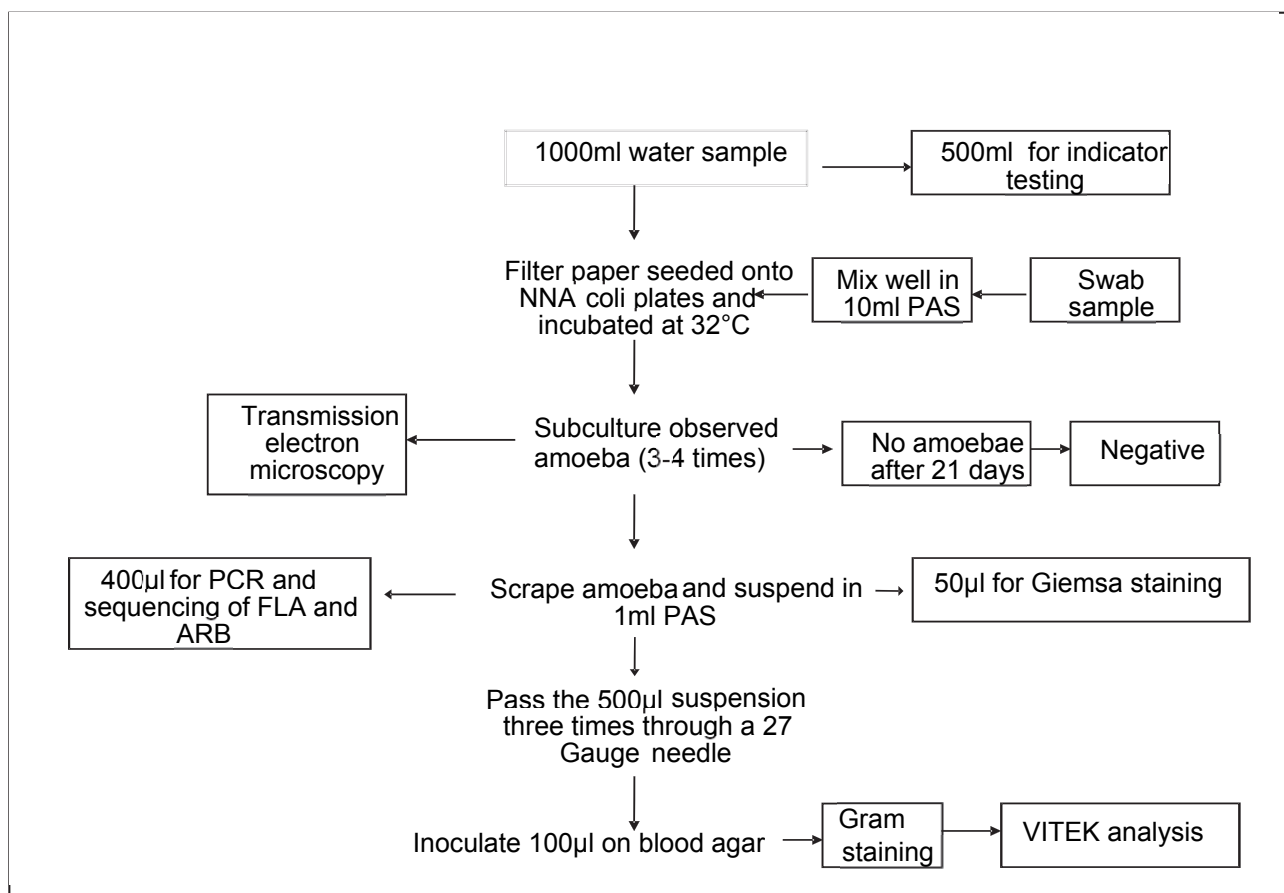 1000ml water sample
500ml for indicator
testing
Filter paper seeded onto
NNA coli plates and
incubated at 32°C
Mix well in
10ml PAS
Swab
sample
Transmission
electron
microscopy
Subculture observed
amoeba (3-4 times)
No amoebae
after 21 days
Negative
400µl for PCR and
sequencing of FLA and
ARB
Scrape amoeba and suspend in
1ml PAS
50µl for Giemsa staining
Pass the 500µl suspension
three times through a 27
Gauge needle
Inoculate 100µl on blood agar
Gram
staining
VITEK analysis